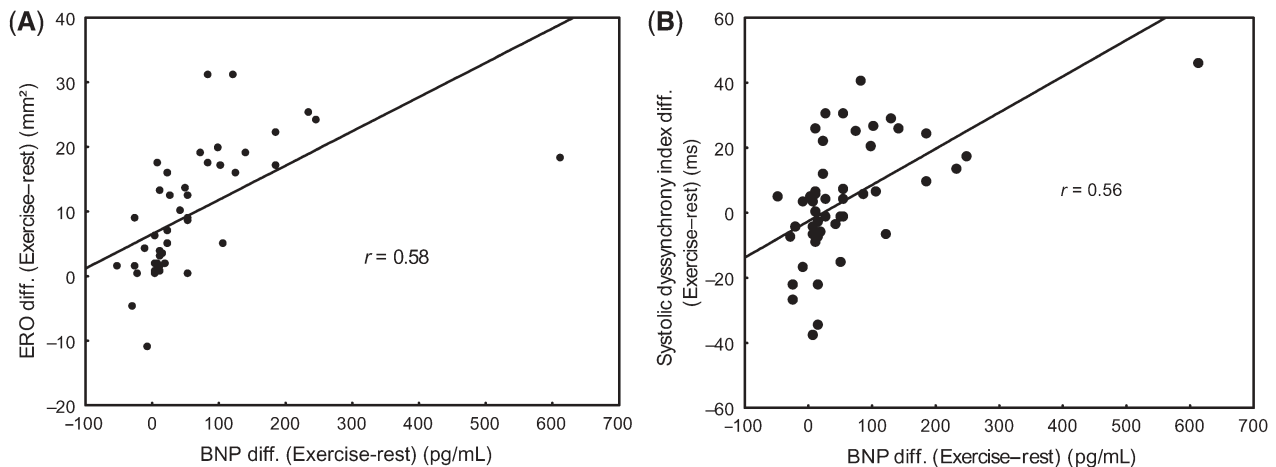 (A)
40
30
20
10
0
−10
−20
ERO diff. (Exercise–rest) (mm²)
r = 0.58
−100 0 100 200 300 400 500 600 700
BNP diff. (Exercise-rest) (pg/mL)
(B)
60
40
20
0
−20
−40
−60
Systolic dyssynchrony index diff.
(Exercise–rest) (ms)
r = 0.56
−100 0 100 200 300 400 500 600 700
BNP diff. (Exercise–rest) (pg/mL)